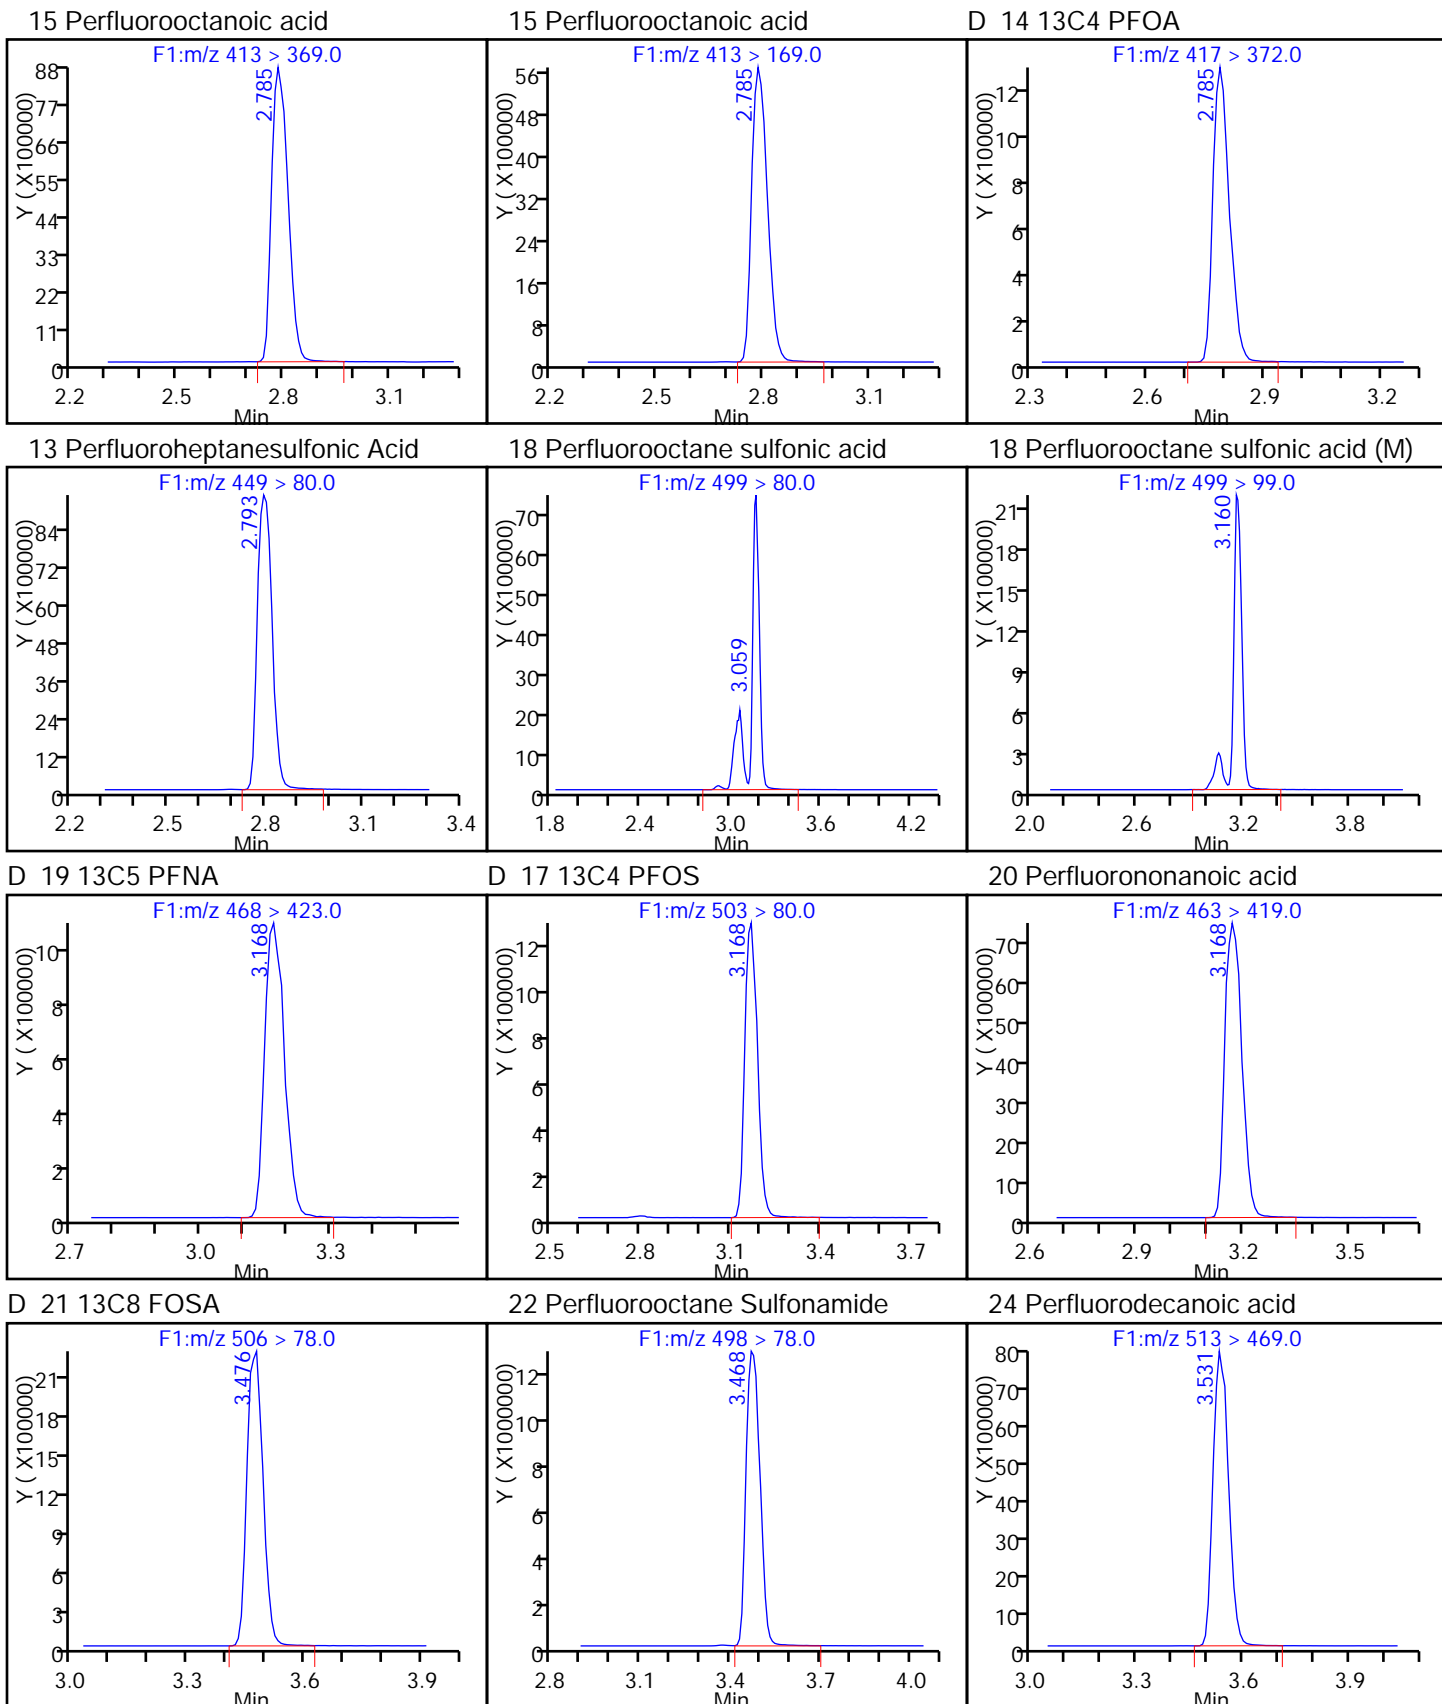 15 Perfluorooctanoic acid
F1:m/z 413 > 369.0
Y ( X100000)
88
77
66
55
44
33
22
11
0
2.785
2.2 2.5 2.8 3.1
Min
15 Perfluorooctanoic acid
F1:m/z 413 > 169.0
Y ( X100000)
56
48
40
32
24
16
8
0
2.785
2.2 2.5 2.8 3.1
Min
D 14 13C4 PFOA
F1:m/z 417 > 372.0
Y ( X100000)
12
10
8
6
4
2
0
2.785
2.3 2.6 2.9 3.2
Min
13 Perfluoroheptanesulfonic Acid
F1:m/z 449 > 80.0
Y ( X100000)
84
72
60
48
36
24
12
0
2.793
2.2 2.5 2.8 3.1 3.4
Min
18 Perfluorooctane sulfonic acid
F1:m/z 499 > 80.0
Y ( X100000)
70
60
50
40
30
20
10
0
3.059
1.8 2.4 3.0 3.6 4.2
Min
18 Perfluorooctane sulfonic acid (M)
F1:m/z 499 > 99.0
Y ( X100000)
21
18
15
12
9
6
3
0
3.160
2.0 2.6 3.2 3.8
Min
D 19 13C5 PFNA
F1:m/z 468 > 423.0
Y ( X100000)
10
8
6
4
2
0
3.168
2.7 3.0 3.3
Min
D 17 13C4 PFOS
F1:m/z 503 > 80.0
Y ( X100000)
12
10
8
6
4
2
0
3.168
2.5 2.8 3.1 3.4 3.7
Min
20 Perfluorononanoic acid
F1:m/z 463 > 419.0
Y ( X100000)
70
60
50
40
30
20
10
0
3.168
2.6 2.9 3.2 3.5
Min
D 21 13C8 FOSA
F1:m/z 506 > 78.0
Y ( X100000)
21
18
15
12
9
6
3
0
3.476
3.0 3.3 3.6 3.9
Min
22 Perfluorooctane Sulfonamide
F1:m/z 498 > 78.0
Y ( X1000000)
12
10
8
6
4
2
0
3.468
2.8 3.1 3.4 3.7 4.0
Min
24 Perfluorodecanoic acid
F1:m/z 513 > 469.0
Y ( X100000)
80
70
60
50
40
30
20
10
0
3.531
3.0 3.3 3.6 3.9
Min